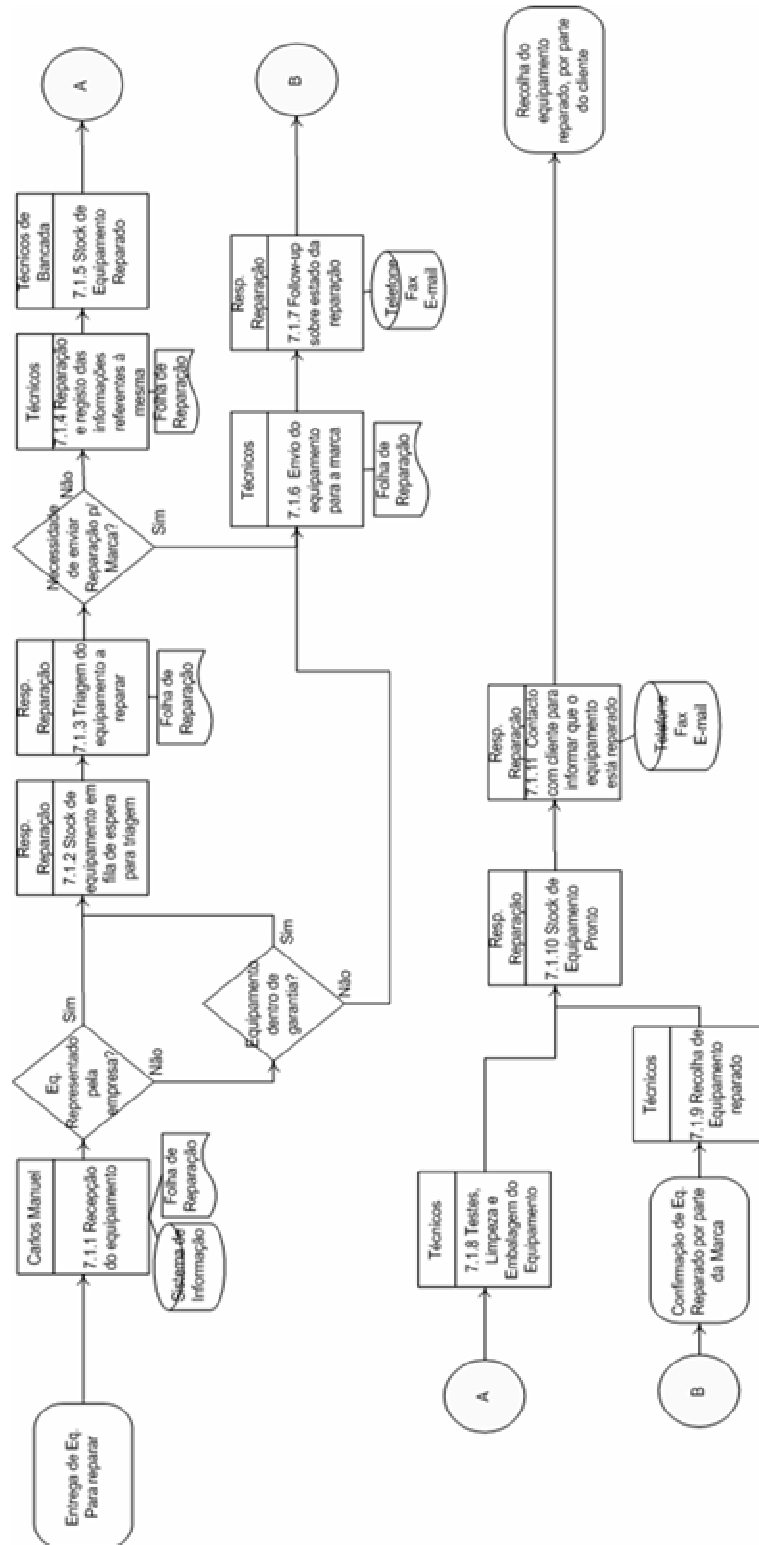 Entrega de Eq.
Para reparar
Carlos Manuel
7.1.1 Recepção
do equipamento
Sistema de
Informação
Folha de
Reparação
Eq.
Representado
pela
empresa?
Sim
Não
Equipamento
dentro de
garantia?
Sim
Não
Resp.
Reparação
7.1.2 Stock de
equipamento em
fila de espera
para triagem
Resp.
Reparação
7.1.3 Triagem do
equipamento a
reparar
Folha de
Reparação
Necessidade
de enviar
Reparação p/
Marca?
Não
Sim
Técnicos
7.1.4 Reparação
e registo das
informações
referentes à
mesma
Folha de
Reparação
Técnicos de
Bancada
7.1.5 Stock de
Equipamento
Reparado
A
Técnicos
7.1.6 Envio do
equipamento
para a marca
Folha de
Reparação
Resp.
Reparação
7.1.7 Follow-up
sobre estado da
reparação
Telefone
Fax
E-mail
B
A
Técnicos
7.1.8 Testes,
Limpeza e
Embalagem do
Equipamento
B
Confirmação de Eq.
Reparado por parte
da Marca
Técnicos
7.1.9 Recolha de
Equipamento
reparado
Resp.
Reparação
7.1.10 Stock de
Equipamento
Pronto
Resp.
Reparação
7.1.11 Contacto
com cliente para
informar que o
equipamento
está reparado
Telefone
Fax
E-mail
Recolha do
equipamento
reparado, por parte
do cliente